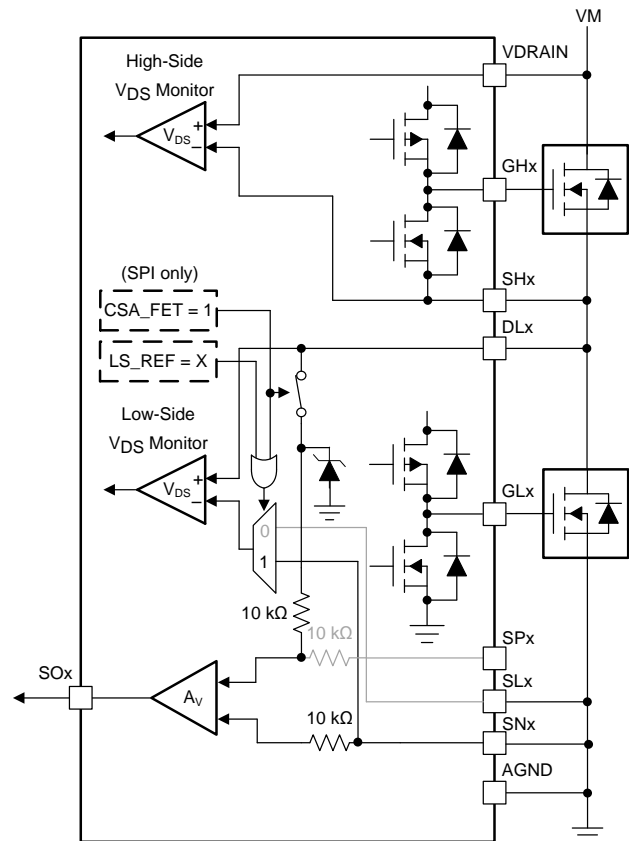 VM
VDRAIN
High-Side
VDS Monitor
VDS
+
−
GHx
(SPI only)
CSA_FET = 1
SHx
DLx
LS_REF = X
Low-Side
VDS Monitor
VDS
+
−
GLx
0
1
10 kΩ
10 kΩ
SPx
SOx
AV
SLx
10 kΩ
SNx
AGND